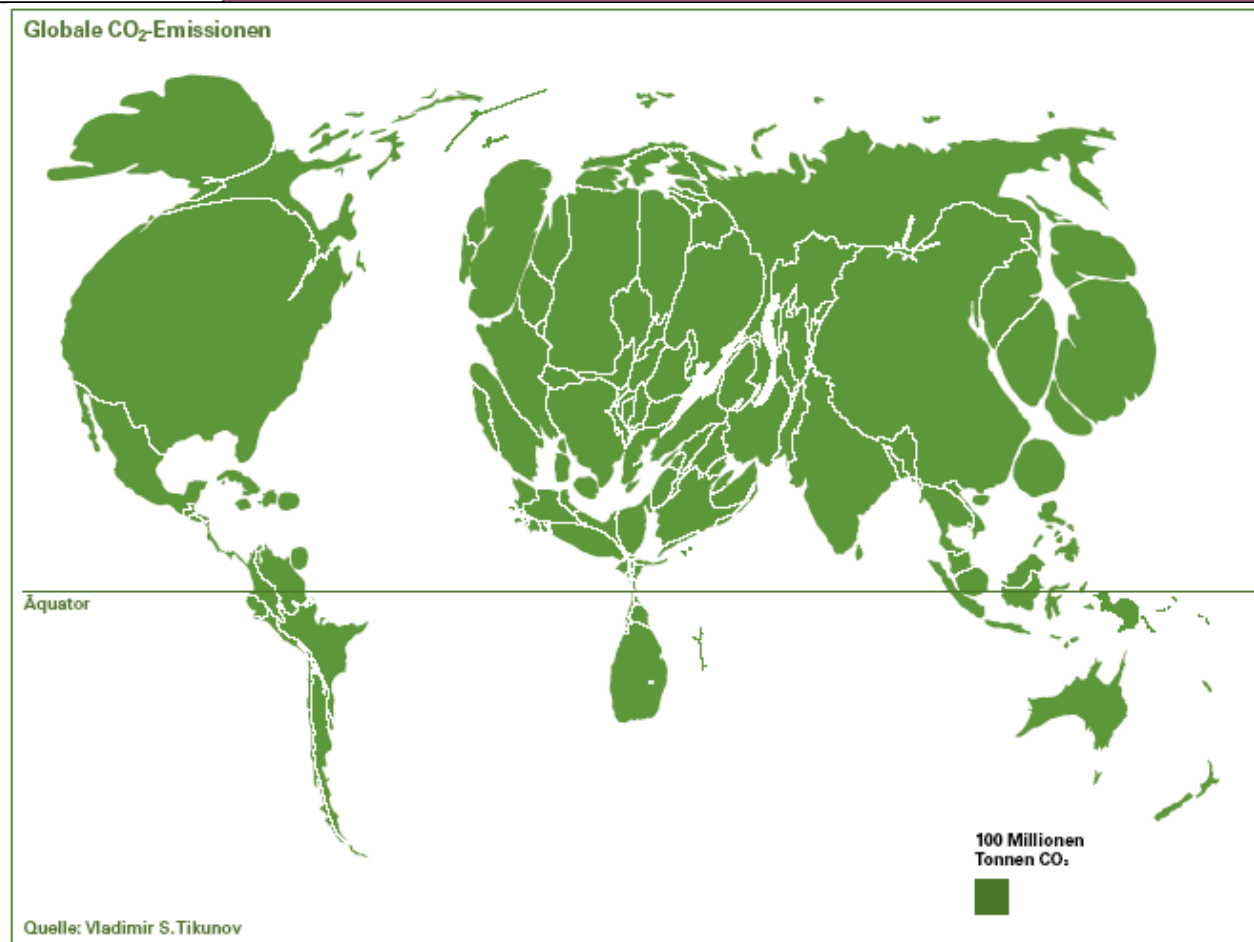 Globale CO₂-Emissionen
Äquator
100 Millionen
Tonnen CO₂
Quelle: Vladimir S. Tikunov